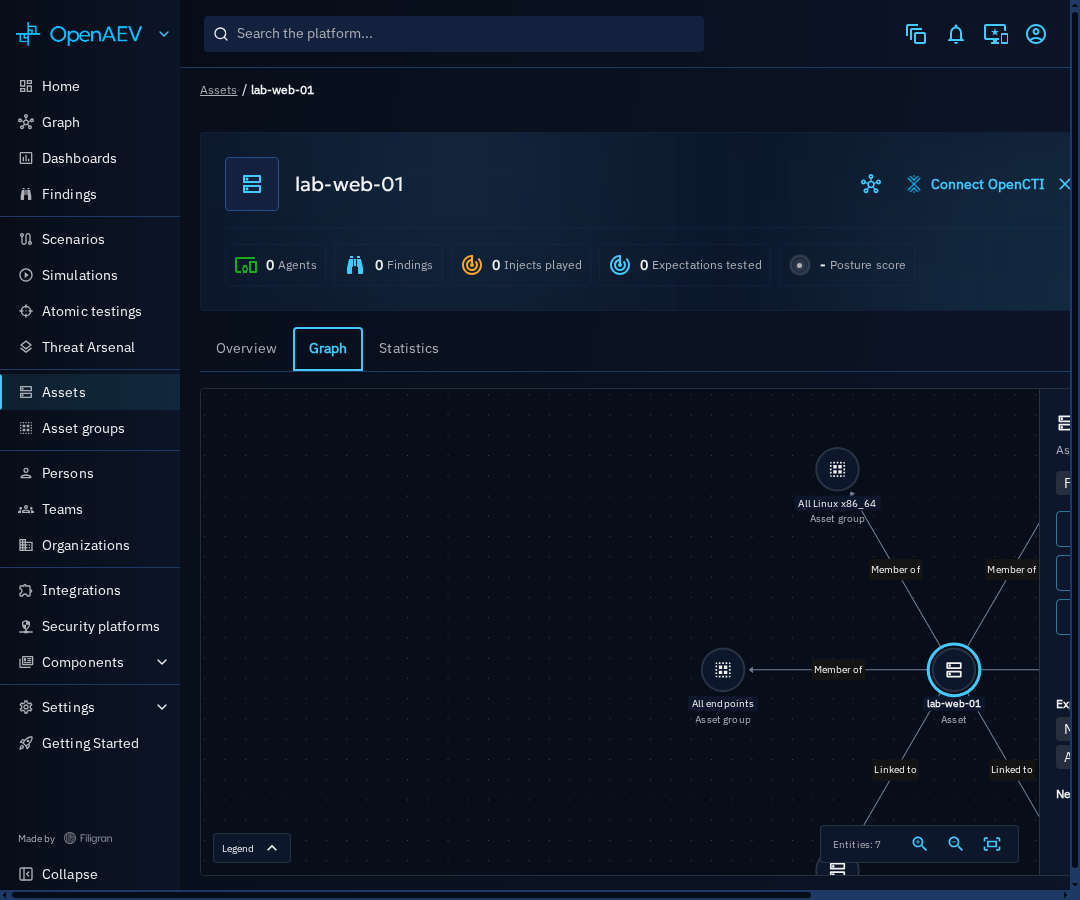 OpenAEV
Search the platform...
Home
Graph
Dashboards
Findings
Scenarios
Simulations
Atomic testings
Threat Arsenal
Assets
Asset groups
Persons
Teams
Organizations
Integrations
Security platforms
Components
Settings
Getting Started
Made by Filigran
Collapse
Assets / lab-web-01
lab-web-01
Connect OpenCTI
0 Agents
0 Findings
0 Injects played
0 Expectations tested
- Posture score
Overview
Graph
Statistics
All Linux x86_64
Asset group
Member of
Member of
Member of
All endpoints
Asset group
lab-web-01
Asset
Linked to
Linked to
Legend
Entities: 7